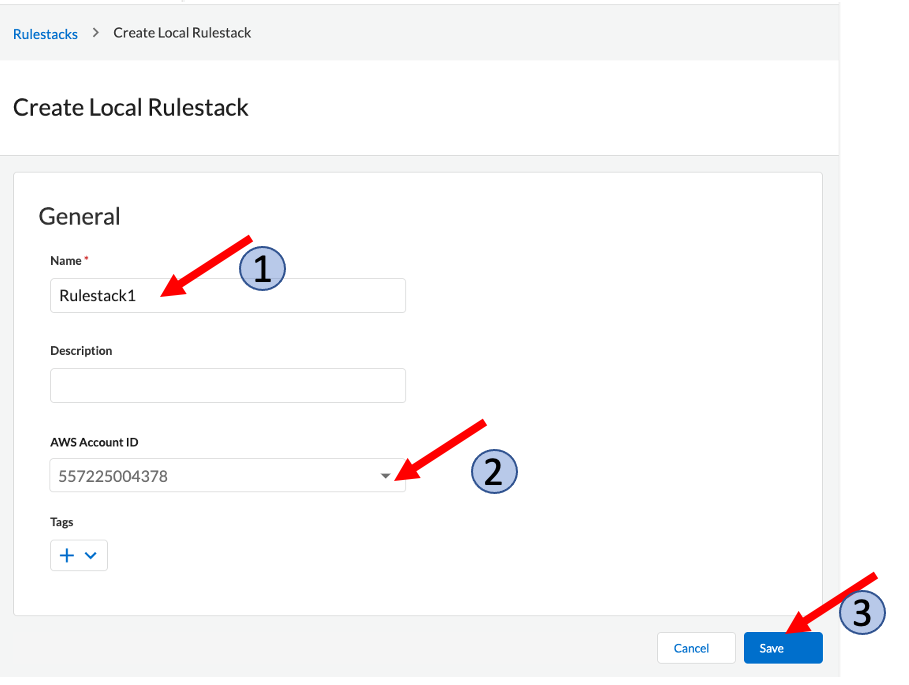 Rulestacks > Create Local Rulestack
Create Local Rulestack
General
Name *
1
Rulestack1
Description
AWS Account ID
557225004378
2
Tags
+
3
Cancel
Save